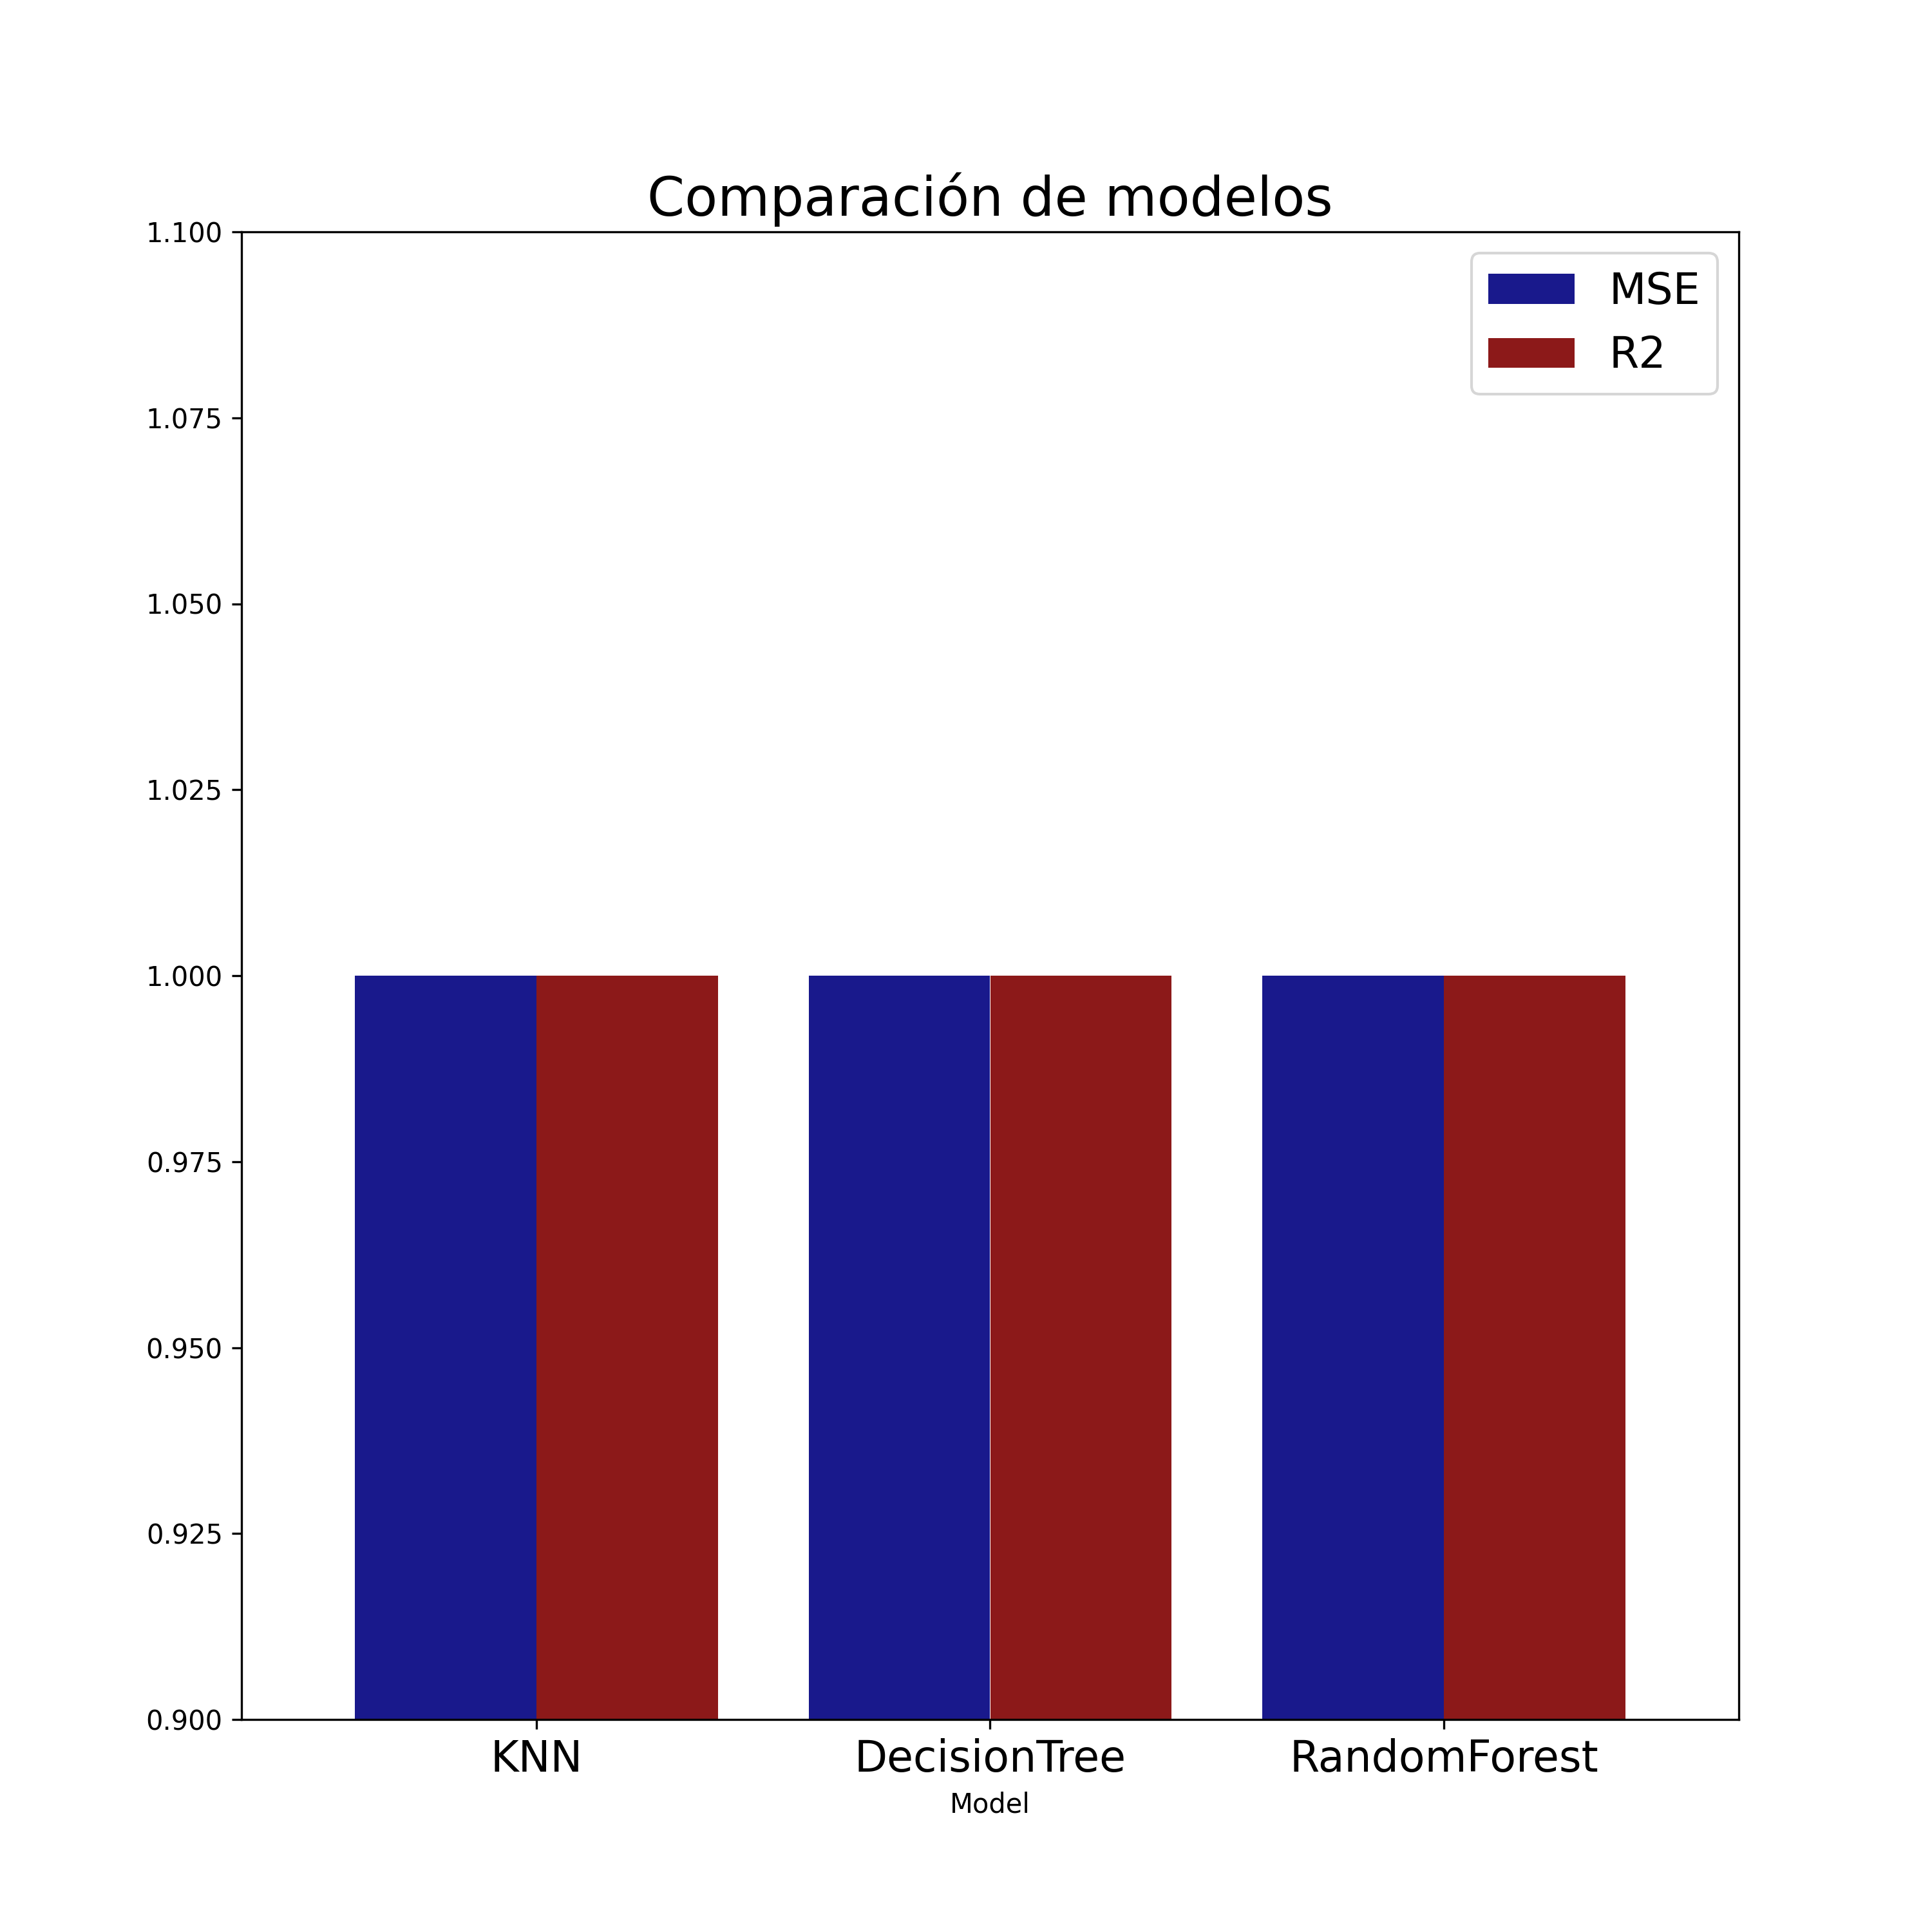 Comparación de modelos
MSE
R2
1.100
1.075
1.050
1.025
1.000
0.975
0.950
0.925
0.900
KNN DecisionTree RandomForest
Model